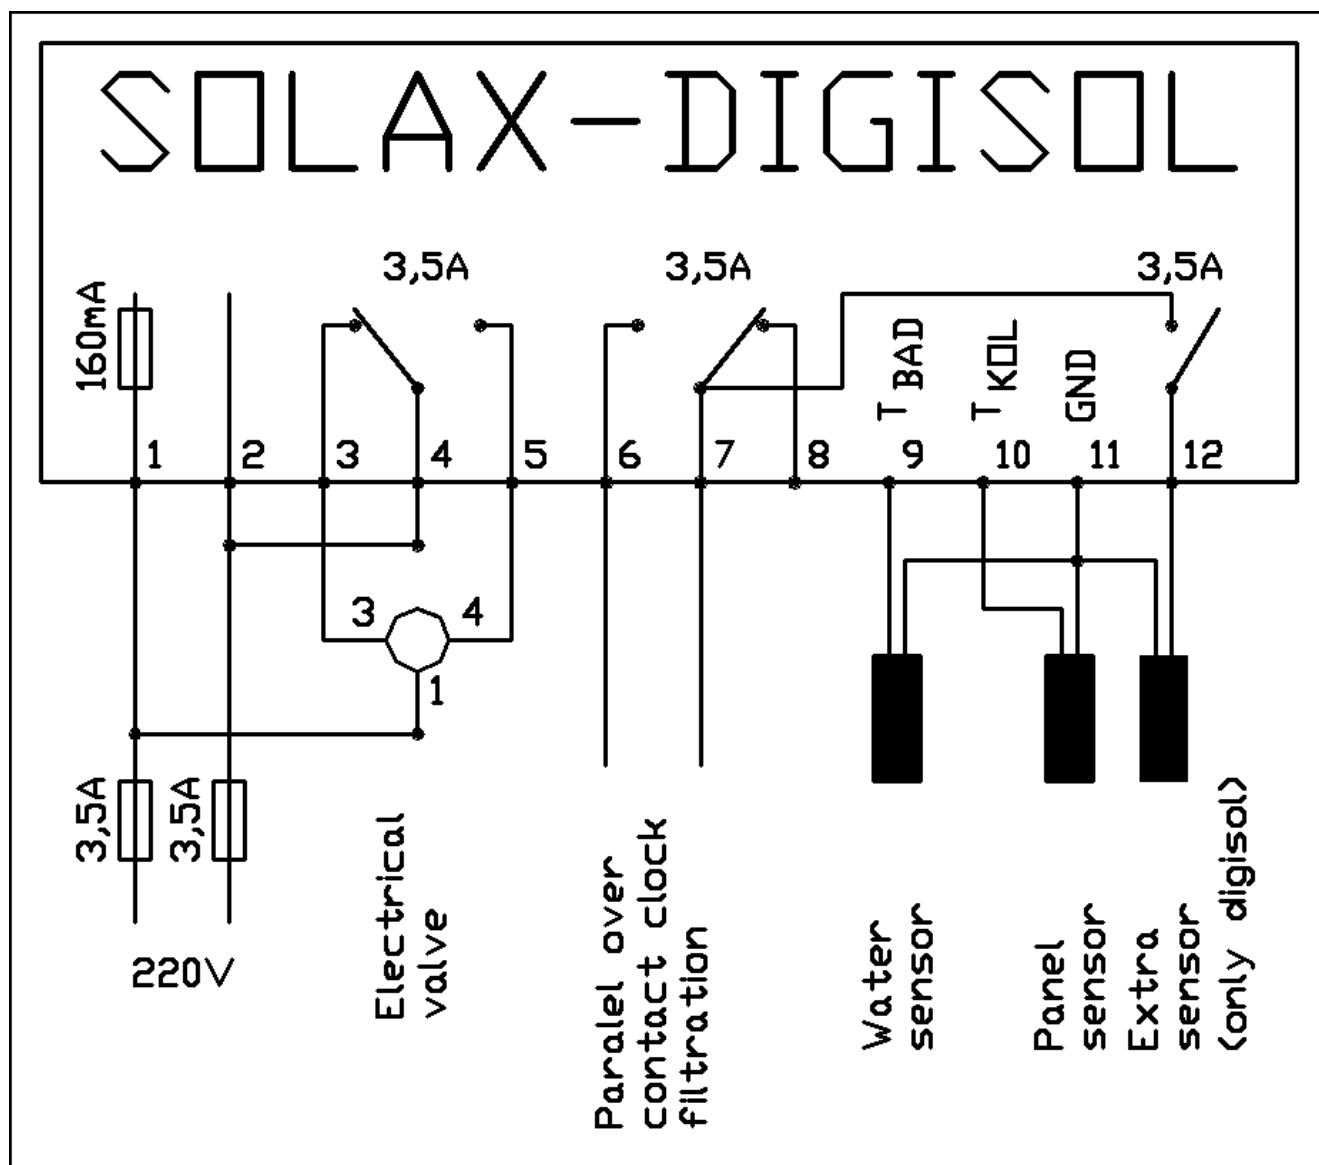 SOLAX-DIGISOL
3,5A
3,5A
3,5A
160mA
T BAD
T KOL
GND
1
2
3
4
5
6
7
8
9
10
11
12
3
4
1
3,5A
3,5A
220V
Electrical
valve
Paralel over
contact clock
filtration
Water
sensor
Panel
sensor
Extra
sensor
(only digisol)